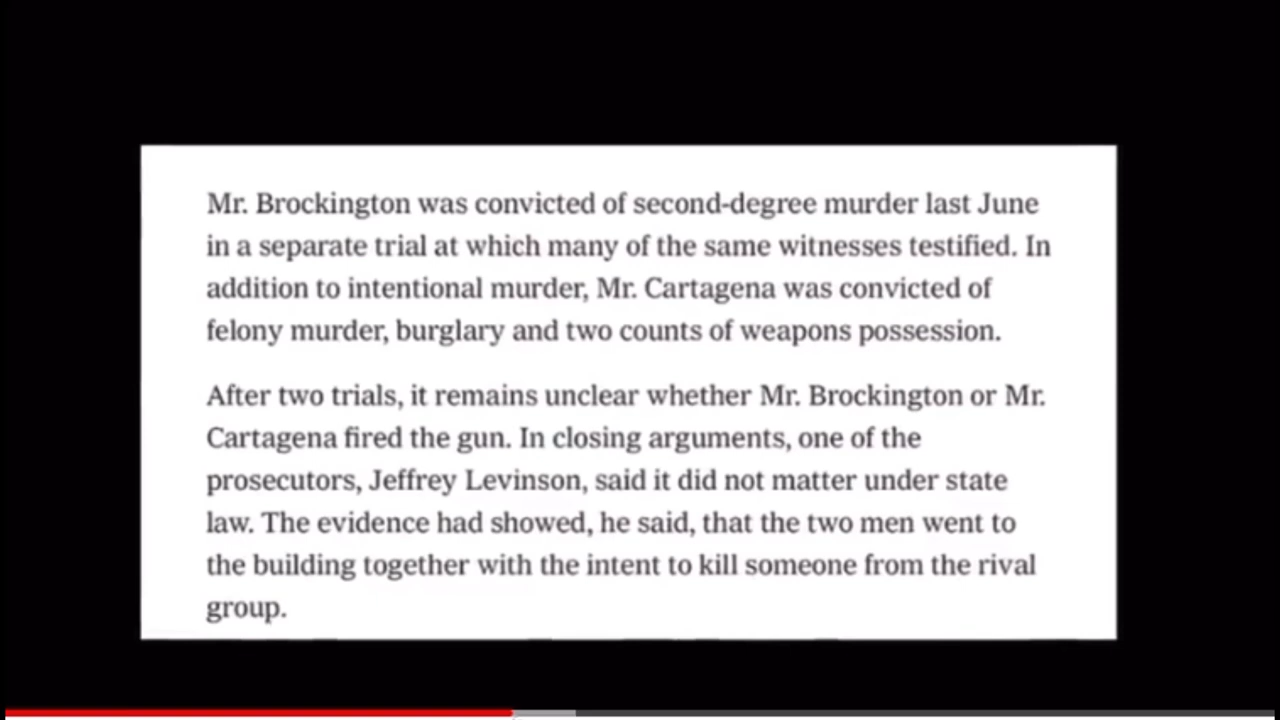 Mr. Brockington was convicted of second-degree murder last June
in a separate trial at which many of the same witnesses testified. In
addition to intentional murder, Mr. Cartagena was convicted of
felony murder, burglary and two counts of weapons possession.
After two trials, it remains unclear whether Mr. Brockington or Mr.
Cartagena fired the gun. In closing arguments, one of the
prosecutors, Jeffrey Levinson, said it did not matter under state
law. The evidence had showed, he said, that the two men went to
the building together with the intent to kill someone from the rival
group.